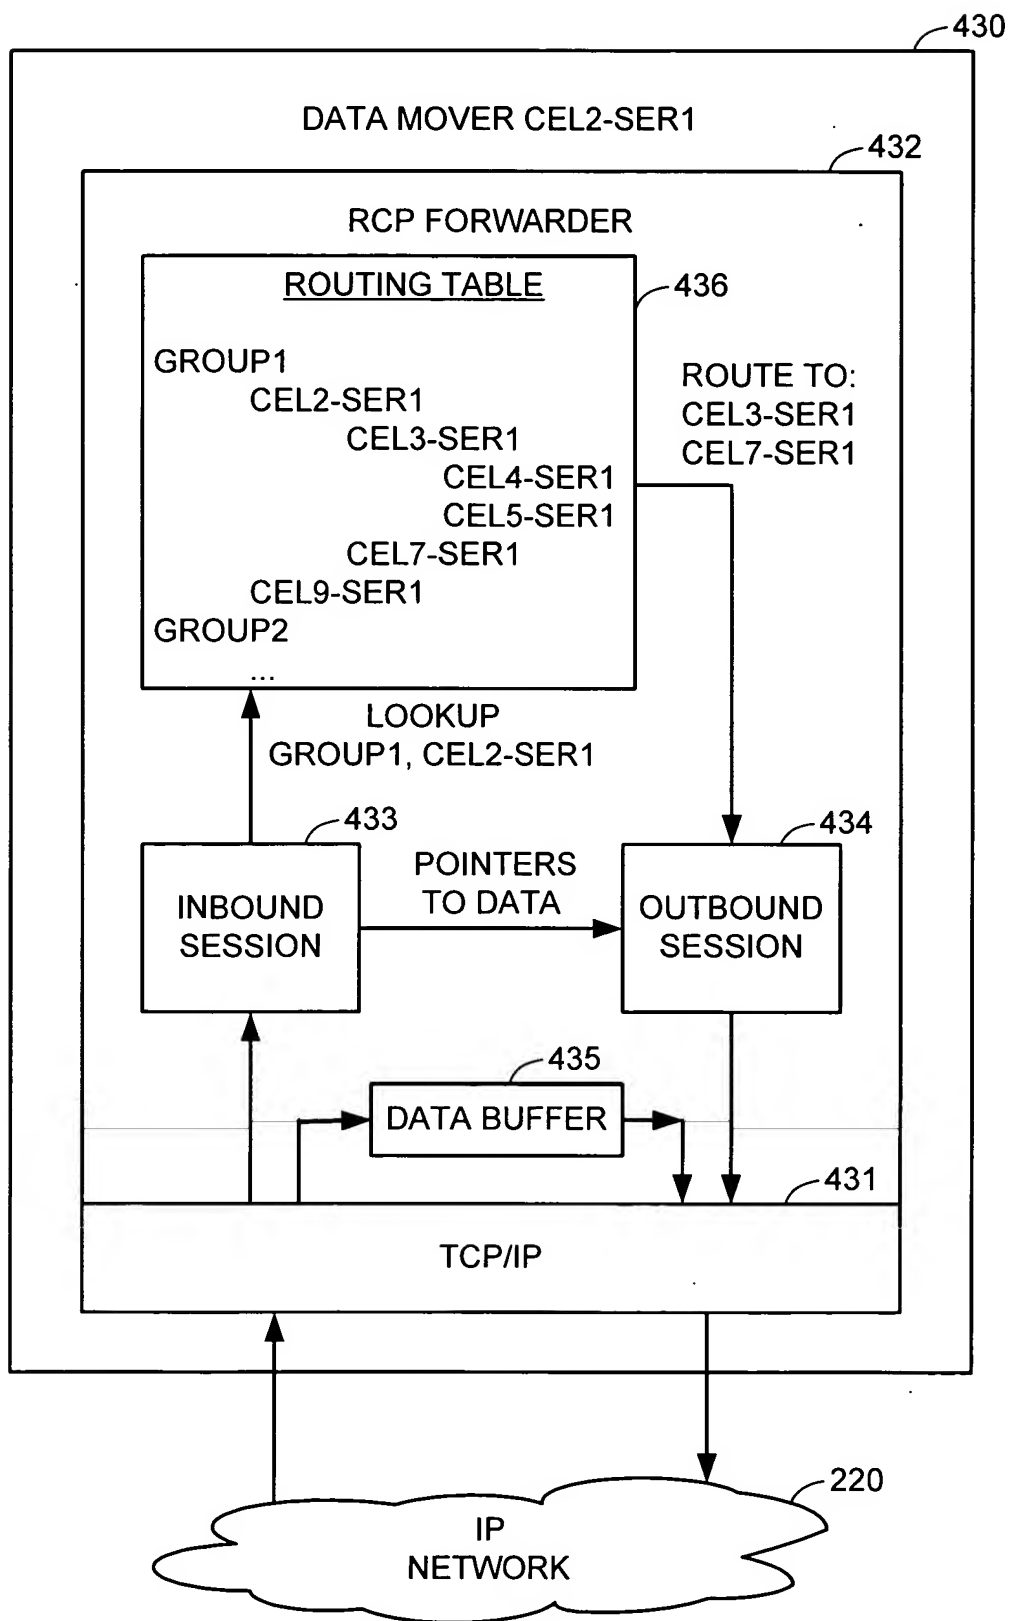 430
DATA MOVER CEL2-SER1
432
RCP FORWARDER
ROUTING TABLE
436
GROUP1
CEL2-SER1
CEL3-SER1
CEL4-SER1
CEL5-SER1
CEL7-SER1
CEL9-SER1
GROUP2
...
ROUTE TO:
CEL3-SER1
CEL7-SER1
LOOKUP
GROUP1, CEL2-SER1
433
INBOUND
SESSION
POINTERS
TO DATA
434
OUTBOUND
SESSION
435
DATA BUFFER
431
TCP/IP
220
IP
NETWORK